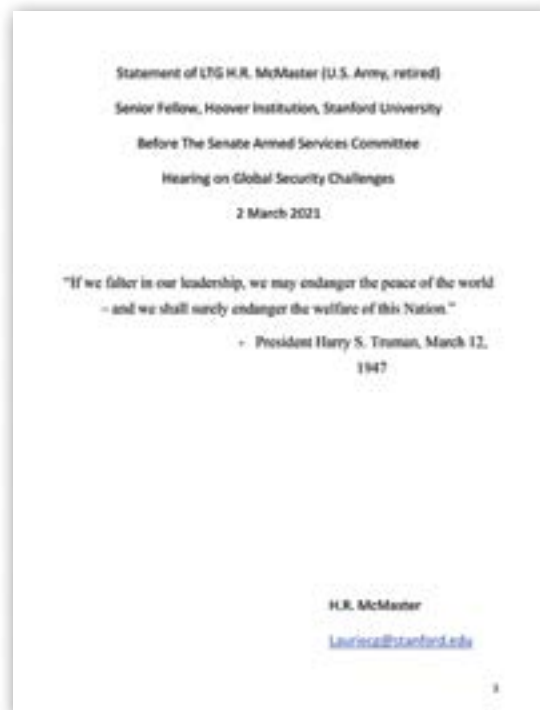 Statement of LTG H.R. McMaster (U.S. Army, retired)
Senior Fellow, Hoover Institution, Stanford University
Before The Senate Armed Services Committee
Hearing on Global Security Challenges
2 March 2021
“If we falter in our leadership, we may endanger the peace of the world
– and we shall surely endanger the welfare of this Nation.”
- President Harry S. Truman, March 12,
1947
H.R. McMaster
1